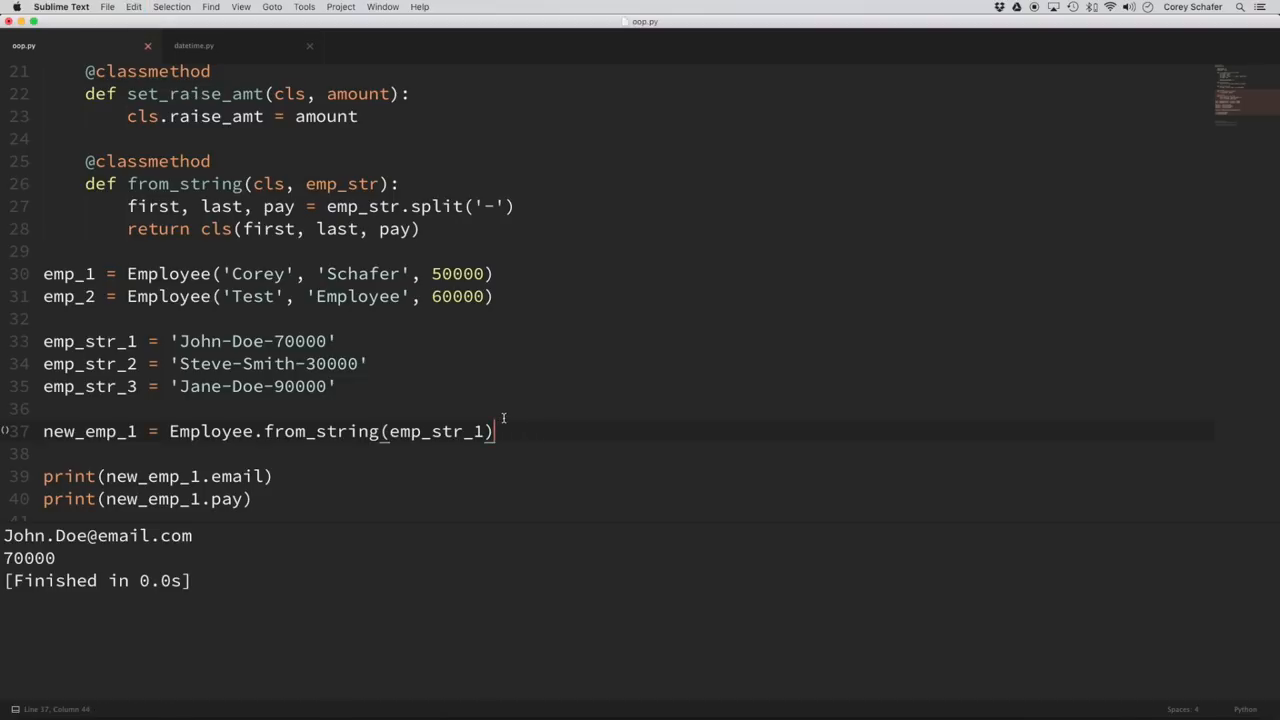 Sublime Text File Edit Selection Find View Goto Tools Project Window Help Corey Schafer
oop.py
oop.py datetime.py
21 @classmethod
22 def set_raise_amt(cls, amount):
23 cls.raise_amt = amount
24
25 @classmethod
26 def from_string(cls, emp_str):
27 first, last, pay = emp_str.split('-')
28 return cls(first, last, pay)
29
30 emp_1 = Employee('Corey', 'Schafer', 50000)
31 emp_2 = Employee('Test', 'Employee', 60000)
32
33 emp_str_1 = 'John-Doe-70000'
34 emp_str_2 = 'Steve-Smith-30000'
35 emp_str_3 = 'Jane-Doe-90000'
36
37 new_emp_1 = Employee.from_string(emp_str_1)
38
39 print(new_emp_1.email)
40 print(new_emp_1.pay)
41
John.Doe@email.com
70000
[Finished in 0.0s]
Line 37, Column 44 Spaces: 4 Python